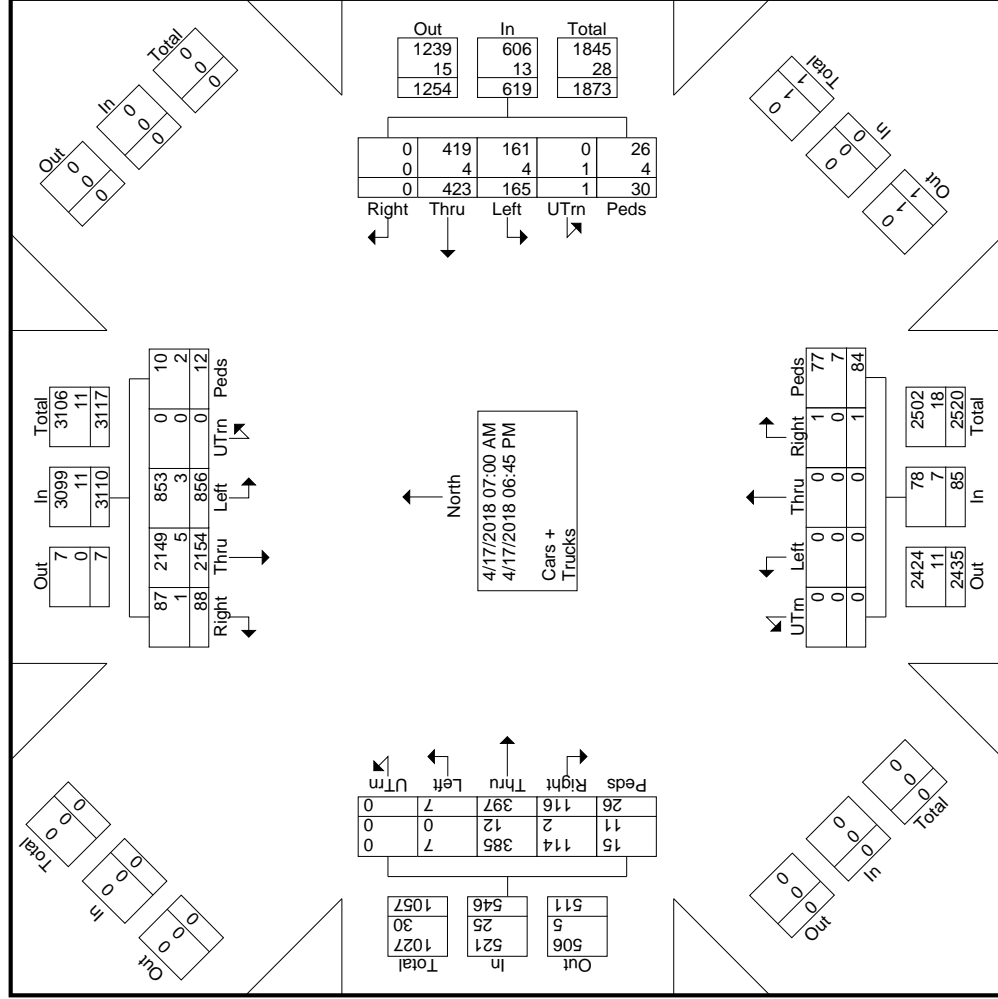 Out In Total
0 0 0
0 0 0
0 0 0
Out In Total
1239 606 1845
15 13 28
1254 619 1873
0 419 161 0 26
0 4 4 1 4
0 423 165 1 30
Right Thru Left UTrn Peds
Out In Total
0 0 0
1 0 1
1 0 1
Out In Total
7 3099 3106
0 11 11
7 3110 3117
87 2149 853 0 10
1 5 3 0 2
88 2154 856 0 12
Right Thru Left UTrn Peds
North
4/17/2018 07:00 AM
4/17/2018 06:45 PM
Cars +
Trucks
UTrn Left Thru Right Peds
0 0 0 1 77
0 0 0 0 7
0 0 0 1 84
2424 78 2502
11 7 18
2435 85 2520
Out In Total
Out In Total
0 0 0
0 0 0
0 0 0
Out In Total
506 521 1027
5 25 30
511 546 1057
15 114 385 7 0
11 2 12 0 0
26 116 397 7 0
Peds Right Thru Left UTrn
0 0 0
0 0 0
0 0 0
Out In Total